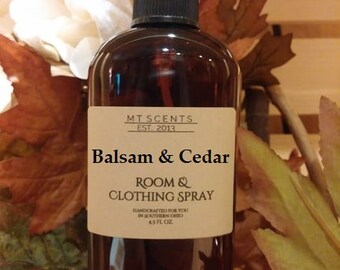 MT SCENTS
EST. 2013
Balsam & Cedar
ROOM &
CLOTHING SPRAY
HANDCRAFTED FOR YOU
IN SOUTHERN OHIO
4.5 FL OZ.